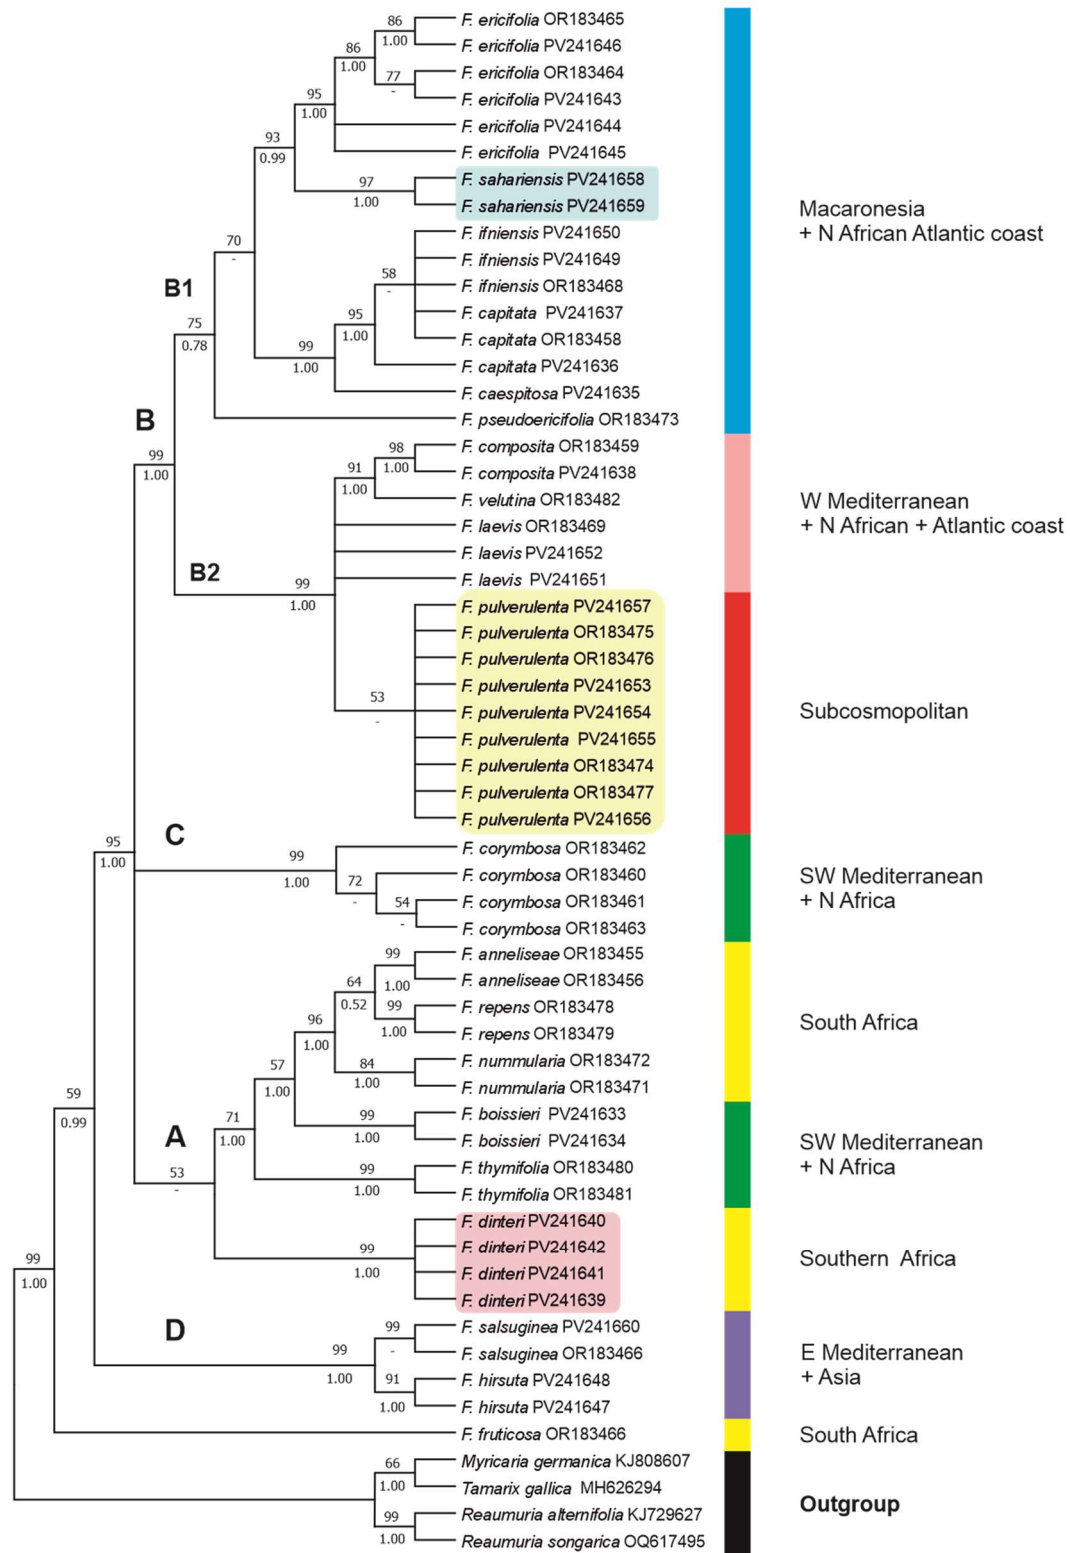 F. ericifolia OR183465
F. ericifolia PV241646
F. ericifolia OR183464
F. ericifolia PV241643
F. ericifolia PV241644
F. ericifolia PV241645
F. sahariensis PV241658
F. sahariensis PV241659
F. ifniensis PV241650
F. ifniensis PV241649
F. ifniensis OR183468
F. capitata PV241637
F. capitata OR183458
F. capitata PV241636
F. caespitosa PV241635
F. pseudoericifolia OR183473
F. composita OR183459
F. composita PV241638
F. velutina OR183482
F. laevis OR183469
F. laevis PV241652
F. laevis PV241651
F. pulverulenta PV241657
F. pulverulenta OR183475
F. pulverulenta OR183476
F. pulverulenta PV241653
F. pulverulenta PV241654
F. pulverulenta PV241655
F. pulverulenta OR183474
F. pulverulenta OR183477
F. pulverulenta PV241656
F. corymbosa OR183462
F. corymbosa OR183460
F. corymbosa OR183461
F. corymbosa OR183463
F. anneliseae OR183455
F. anneliseae OR183456
F. repens OR183478
F. repens OR183479
F. nummularia OR183472
F. nummularia OR183471
F. boissieri PV241633
F. boissieri PV241634
F. thymifolia OR183480
F. thymifolia OR183481
F. dinteri PV241640
F. dinteri PV241642
F. dinteri PV241641
F. dinteri PV241639
F. salsuginea PV241660
F. salsuginea OR183466
F. hirsuta PV241648
F. hirsuta PV241647
F. fruticosa OR183466
Myricaria germanica KJ808607
Tamarix gallica MH626294
Reaumuria alternifolia KJ729627
Reaumuria songarica OQ617495
Macaronesia
+ N African Atlantic coast
W Mediterranean
+ N African + Atlantic coast
Subcosmopolitan
SW Mediterranean
+ N Africa
South Africa
SW Mediterranean
+ N Africa
Southern Africa
E Mediterranean
+ Asia
South Africa
Outgroup
B1
B
B2
C
A
D
86
1.00
86
1.00
77
-
95
1.00
93
0.99
97
1.00
70
-
58
-
95
1.00
99
1.00
75
0.78
99
1.00
98
1.00
91
1.00
99
1.00
53
-
95
1.00
99
1.00
72
-
54
-
99
1.00
64
0.52
99
1.00
96
1.00
84
1.00
57
1.00
99
1.00
71
1.00
99
1.00
53
-
99
1.00
59
0.99
99
1.00
99
-
99
1.00
91
1.00
66
1.00
99
1.00